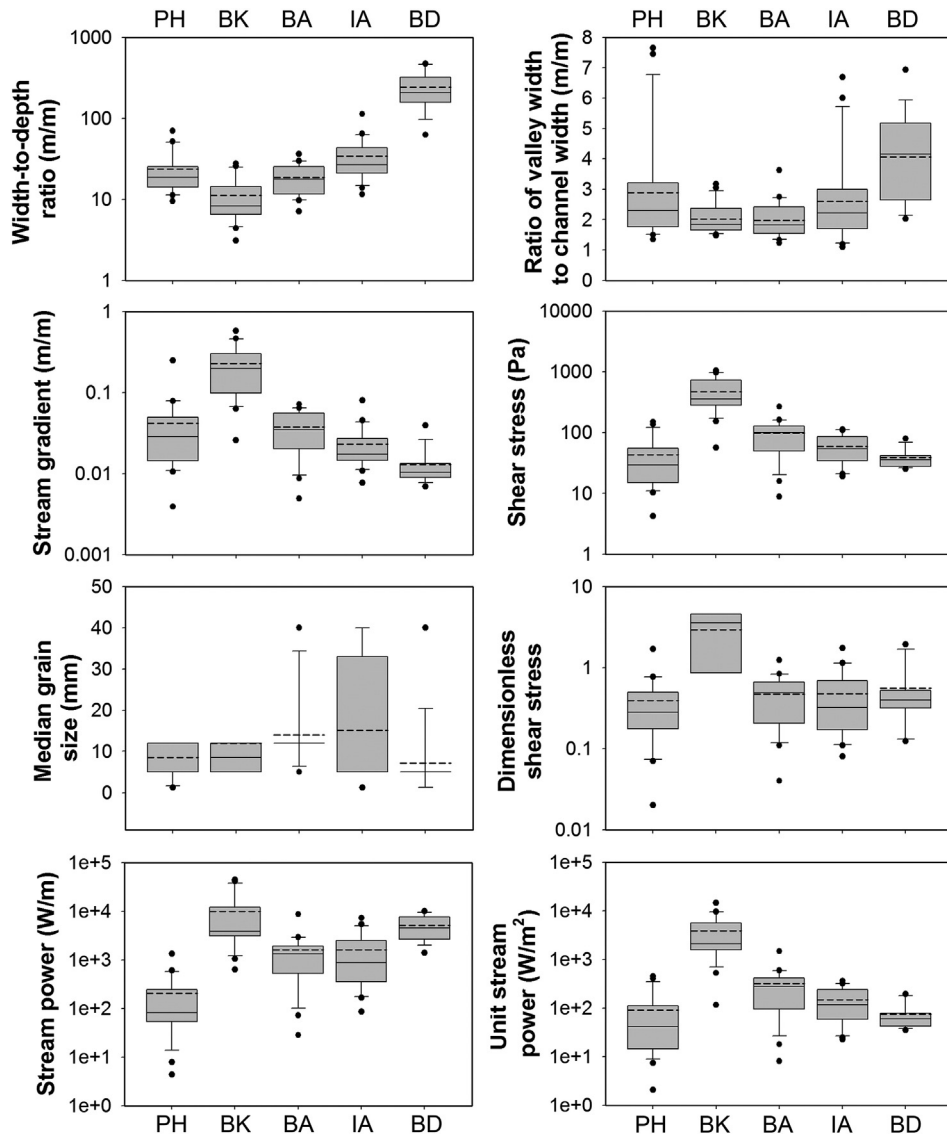 PH BK BA IA BD
PH BK BA IA BD
Width-to-depth
ratio (m/m)
1000
100
10
1
Ratio of valley width
to channel width (m/m)
8
7
6
5
4
3
2
1
0
Stream gradient (m/m)
1
0.1
0.01
0.001
Shear stress (Pa)
10000
1000
100
10
1
Median grain
size (mm)
50
40
30
20
10
0
Dimensionless
shear stress
10
1
0.1
0.01
Stream power (W/m)
1e+5
1e+4
1e+3
1e+2
1e+1
1e+0
Unit stream
power (W/m²)
1e+5
1e+4
1e+3
1e+2
1e+1
1e+0
PH BK BA IA BD
PH BK BA IA BD